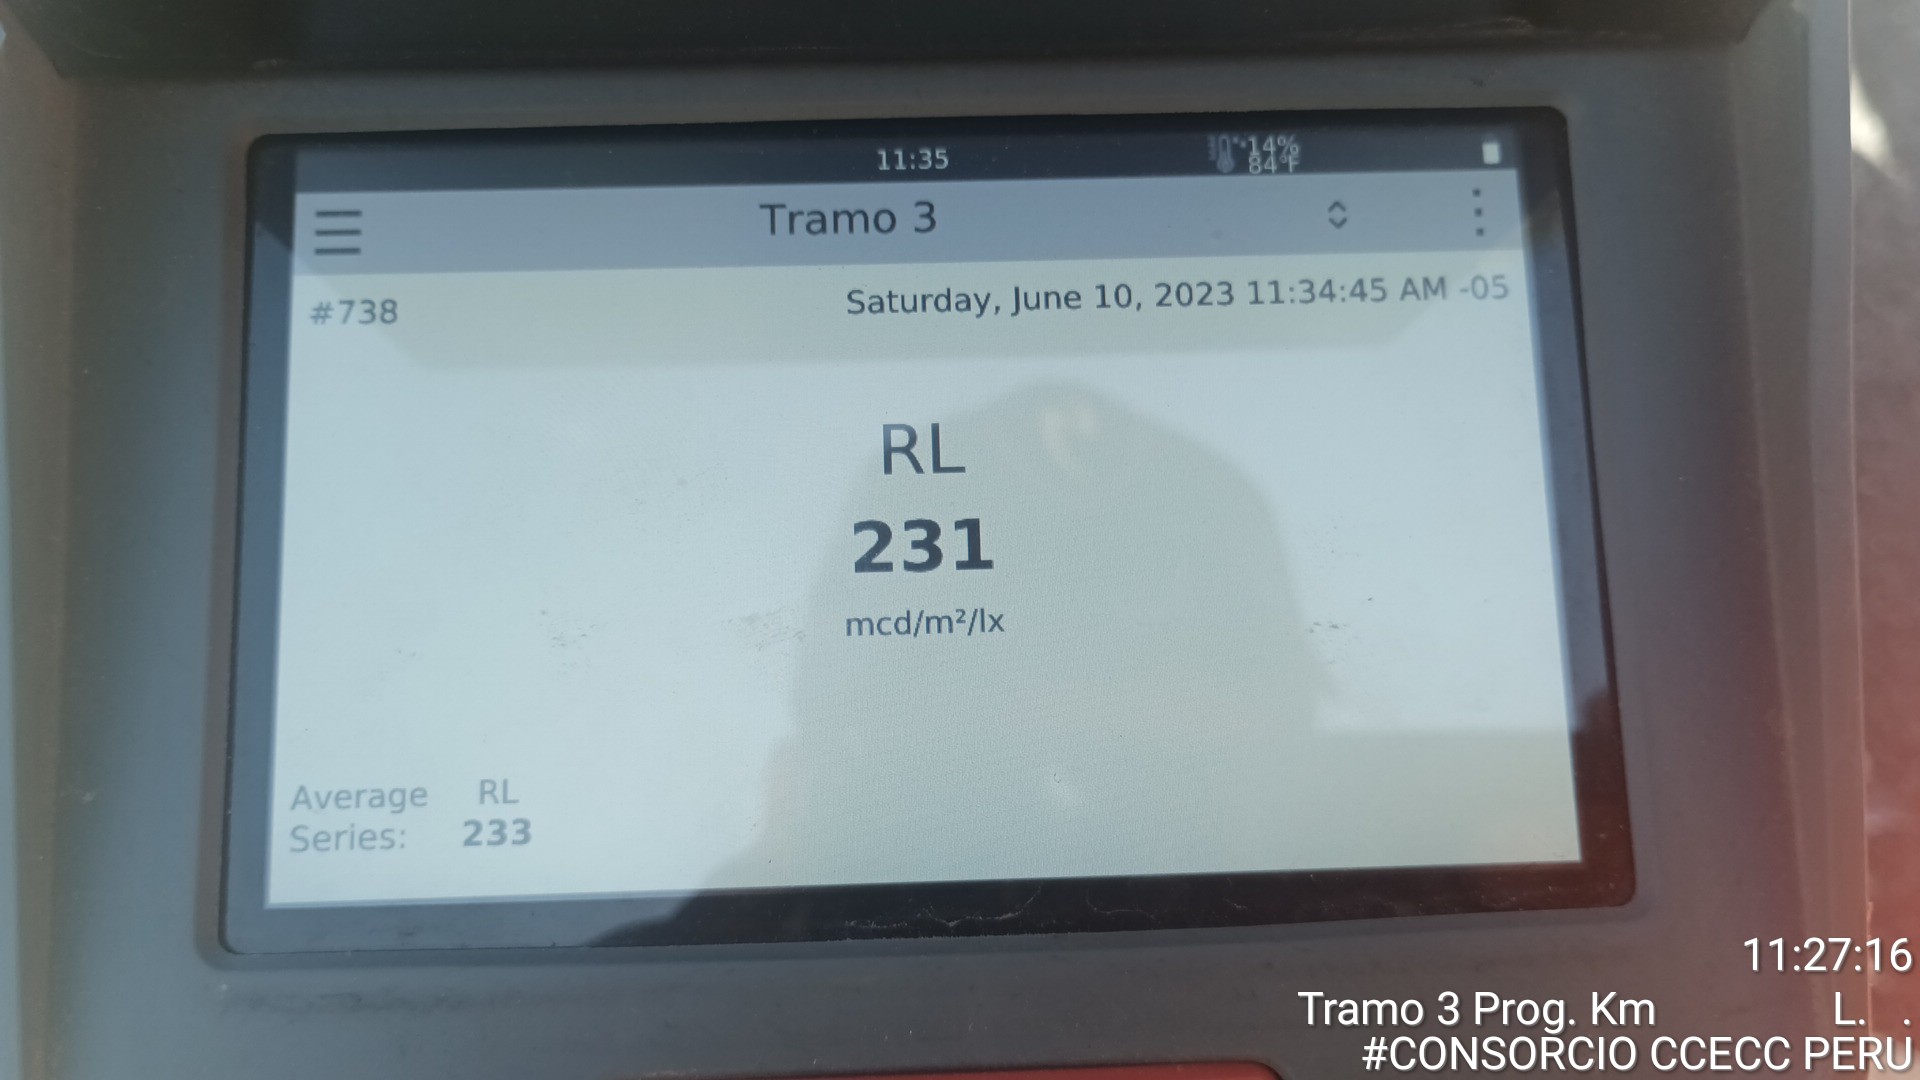 11:35
14%
84°F
Tramo 3
#738
Saturday, June 10, 2023 11:34:45 AM -05
RL
231
mcd/m²/lx
Average RL
Series: 233
11:27:16
Tramo 3 Prog. Km L. .
#CONSORCIO CCECC PERU